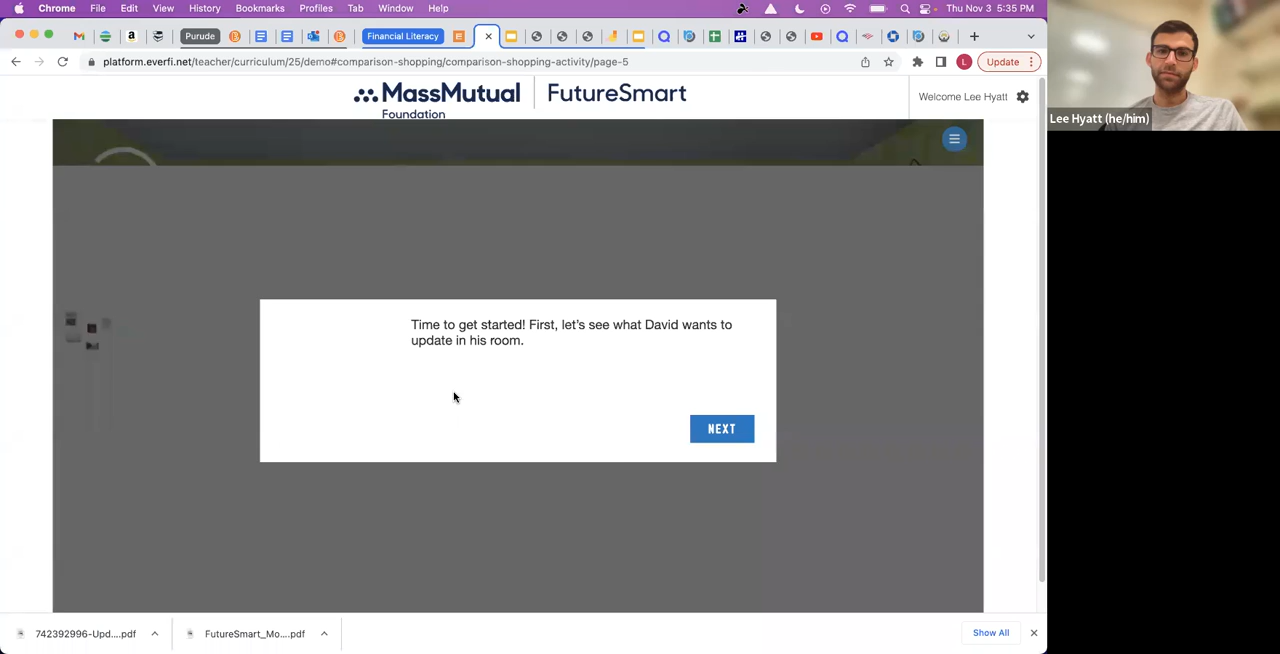 Chrome File Edit View History Bookmarks Profiles Tab Window Help
Thu Nov 3 5:35 PM
Purude
Financial Literacy
platform.everfi.net/teacher/curriculum/25/demo#comparison-shopping/comparison-shopping-activity/page-5
L
Update
MassMutual
Foundation
FutureSmart
Welcome Lee Hyatt
Lee Hyatt (he/him)
Time to get started! First, let's see what David wants to
update in his room.
NEXT
742392996-Upd....pdf
FutureSmart_Mo....pdf
Show All